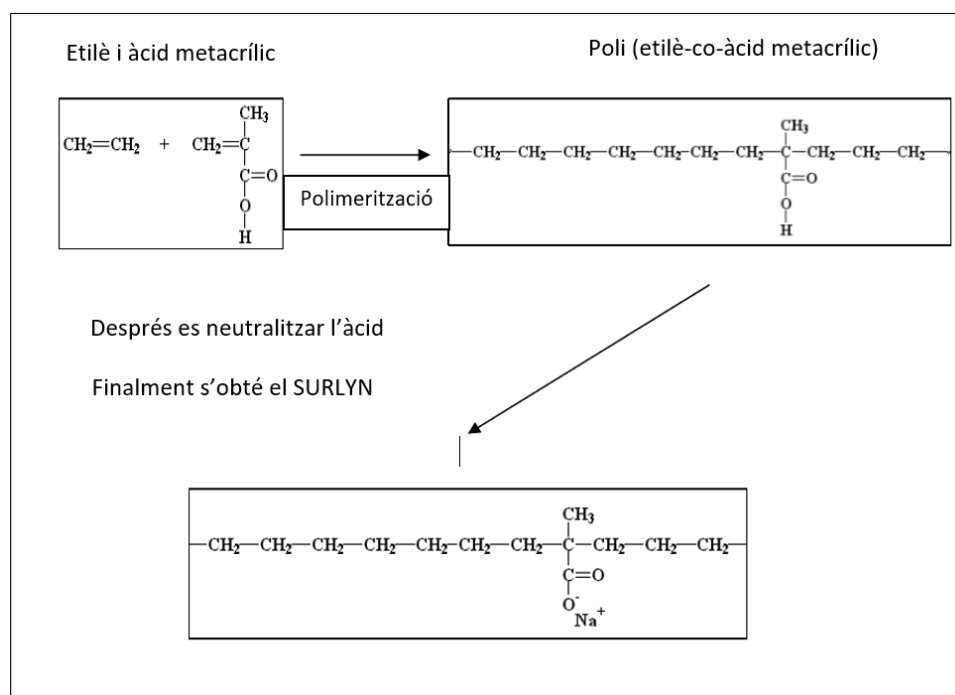 Etilè i àcid metacrílic
Poli (etilè-co-àcid metacrílic)
CH₃
CH₂=CH₂ + CH₂=C
C=O
O
H
Polimerització
CH₃
—CH₂—CH₂—CH₂—CH₂—CH₂—CH₂—CH₂—C—CH₂—CH₂—CH₂—
C=O
O
H
Després es neutralitzar l’àcid
Finalment s’obté el SURLYN
CH₃
—CH₂—CH₂—CH₂—CH₂—CH₂—CH₂—CH₂—C—CH₂—CH₂—CH₂—
C=O
O⁻
Na⁺